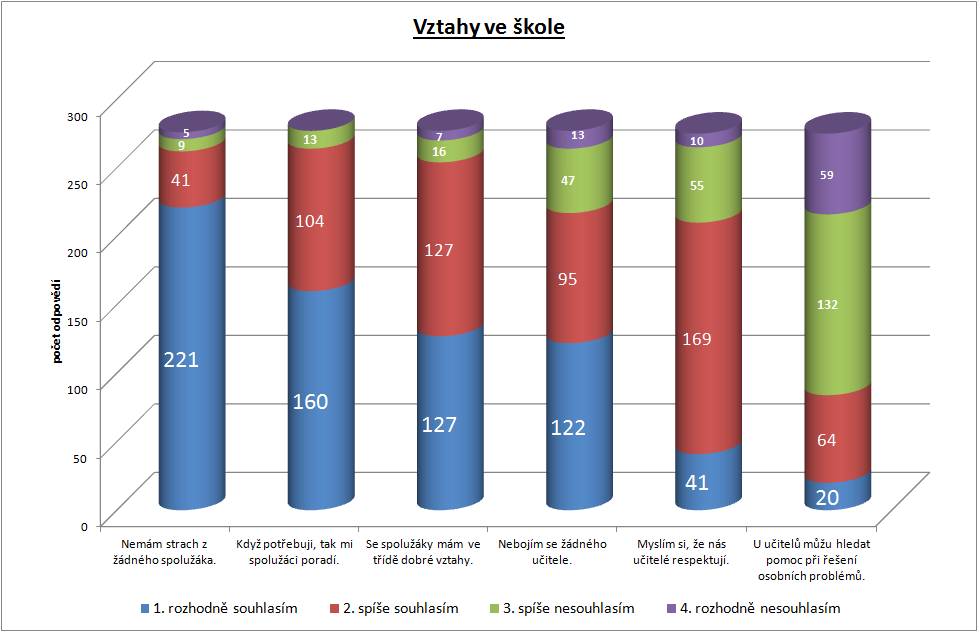 Vztahy ve škole
počet odpovědí
300
250
200
150
100
50
0
5
9
41
221
13
104
160
7
16
127
127
13
47
95
122
10
55
169
41
59
132
64
20
Nemám strach z
žádného spolužáka.
Když potřebuji, tak mi
spolužáci poradí.
Se spolužáky mám ve
třídě dobré vztahy.
Nebojím se žádného
učitele.
Myslím si, že nás
učitelé respektují.
U učitelů můžu hledat
pomoc při řešení
osobních problémů.
1. rozhodně souhlasím 2. spíše souhlasím 3. spíše nesouhlasím 4. rozhodně nesouhlasím